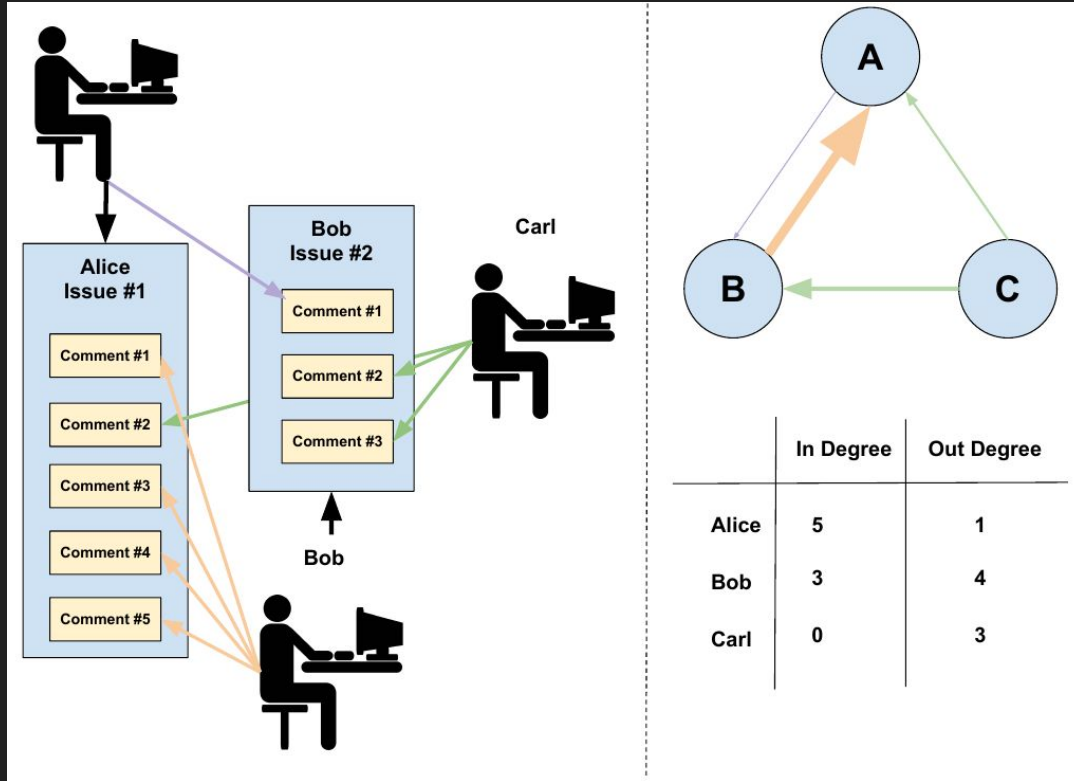 Alice
Issue #1
Comment #1
Comment #2
Comment #3
Comment #4
Comment #5
Bob
Issue #2
Comment #1
Comment #2
Comment #3
Bob
Carl
A
B
C
In Degree Out Degree
Alice 5 1
Bob 3 4
Carl 0 3